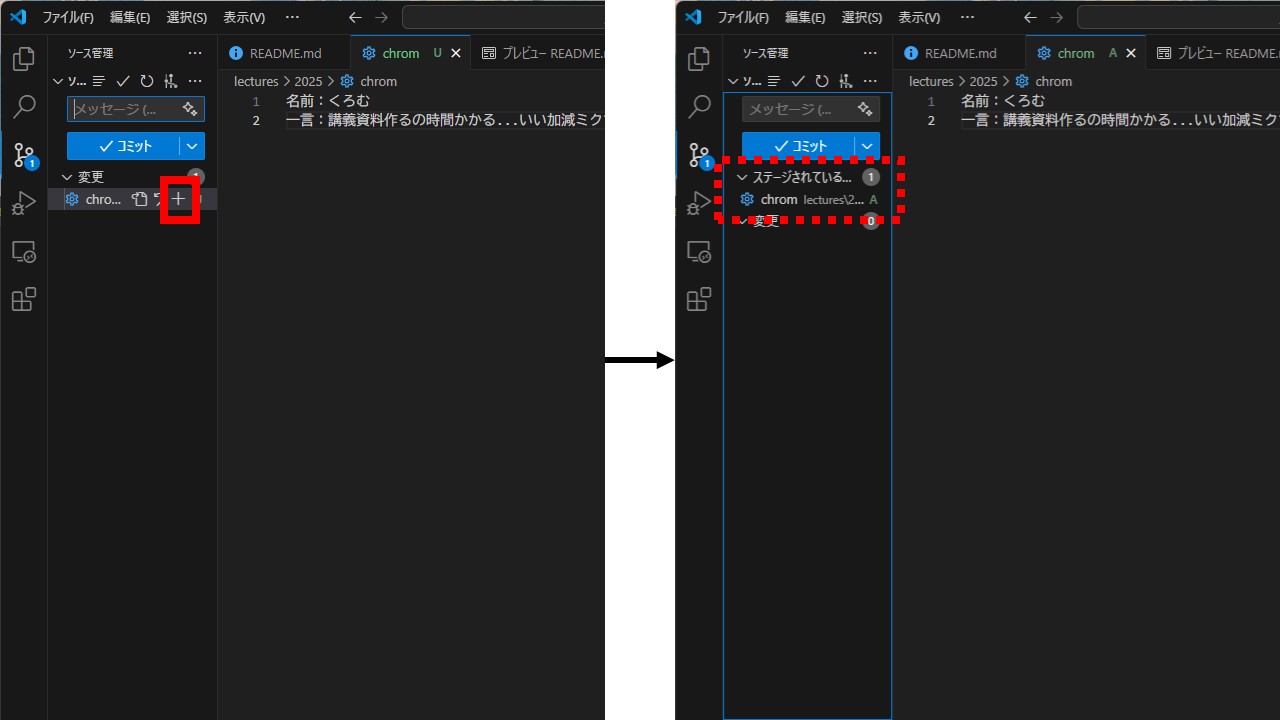 ファイル(F) 編集(E) 選択(S) 表示(V) ···
ソース管理 ···
README.md chrom U プレビュー README.
ソ... ···
lectures > 2025 > chrom
メッセージ (...
コミット
変更
chro...
1 名前：くろむ
2 一言：講義資料作るの時間かかる...いい加減ミク
1
ファイル(F) 編集(E) 選択(S) 表示(V) ···
ソース管理 ···
README.md chrom A プレビュー README
ソ... ···
lectures > 2025 > chrom
メッセージ (...
コミット
ステージされている... 1
chrom lectures\2... A
変更 0
1 名前：くろむ
2 一言：講義資料作るの時間かかる...いい加減ミク
1